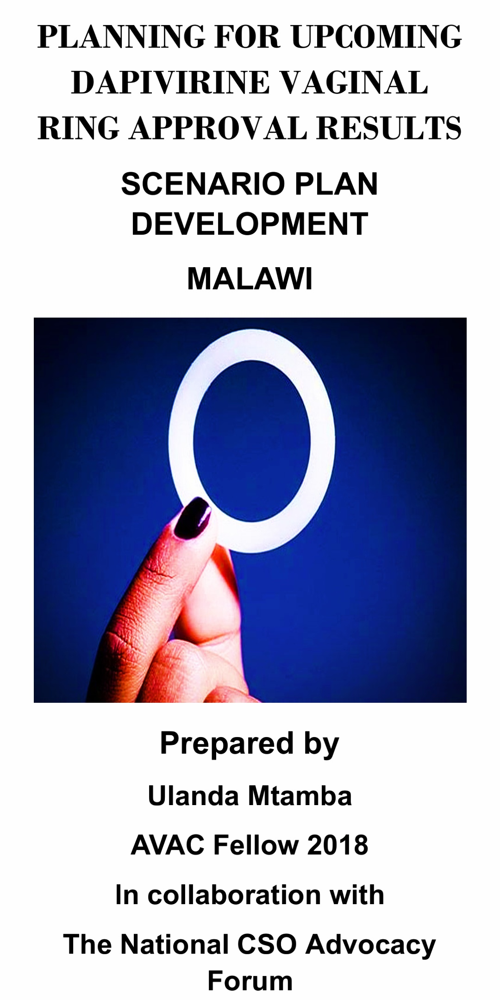 PLANNING FOR UPCOMING
DAPIVIRINE VAGINAL
RING APPROVAL RESULTS
SCENARIO PLAN
DEVELOPMENT
MALAWI
Prepared by
Ulanda Mtamba
AVAC Fellow 2018
In collaboration with
The National CSO Advocacy
Forum